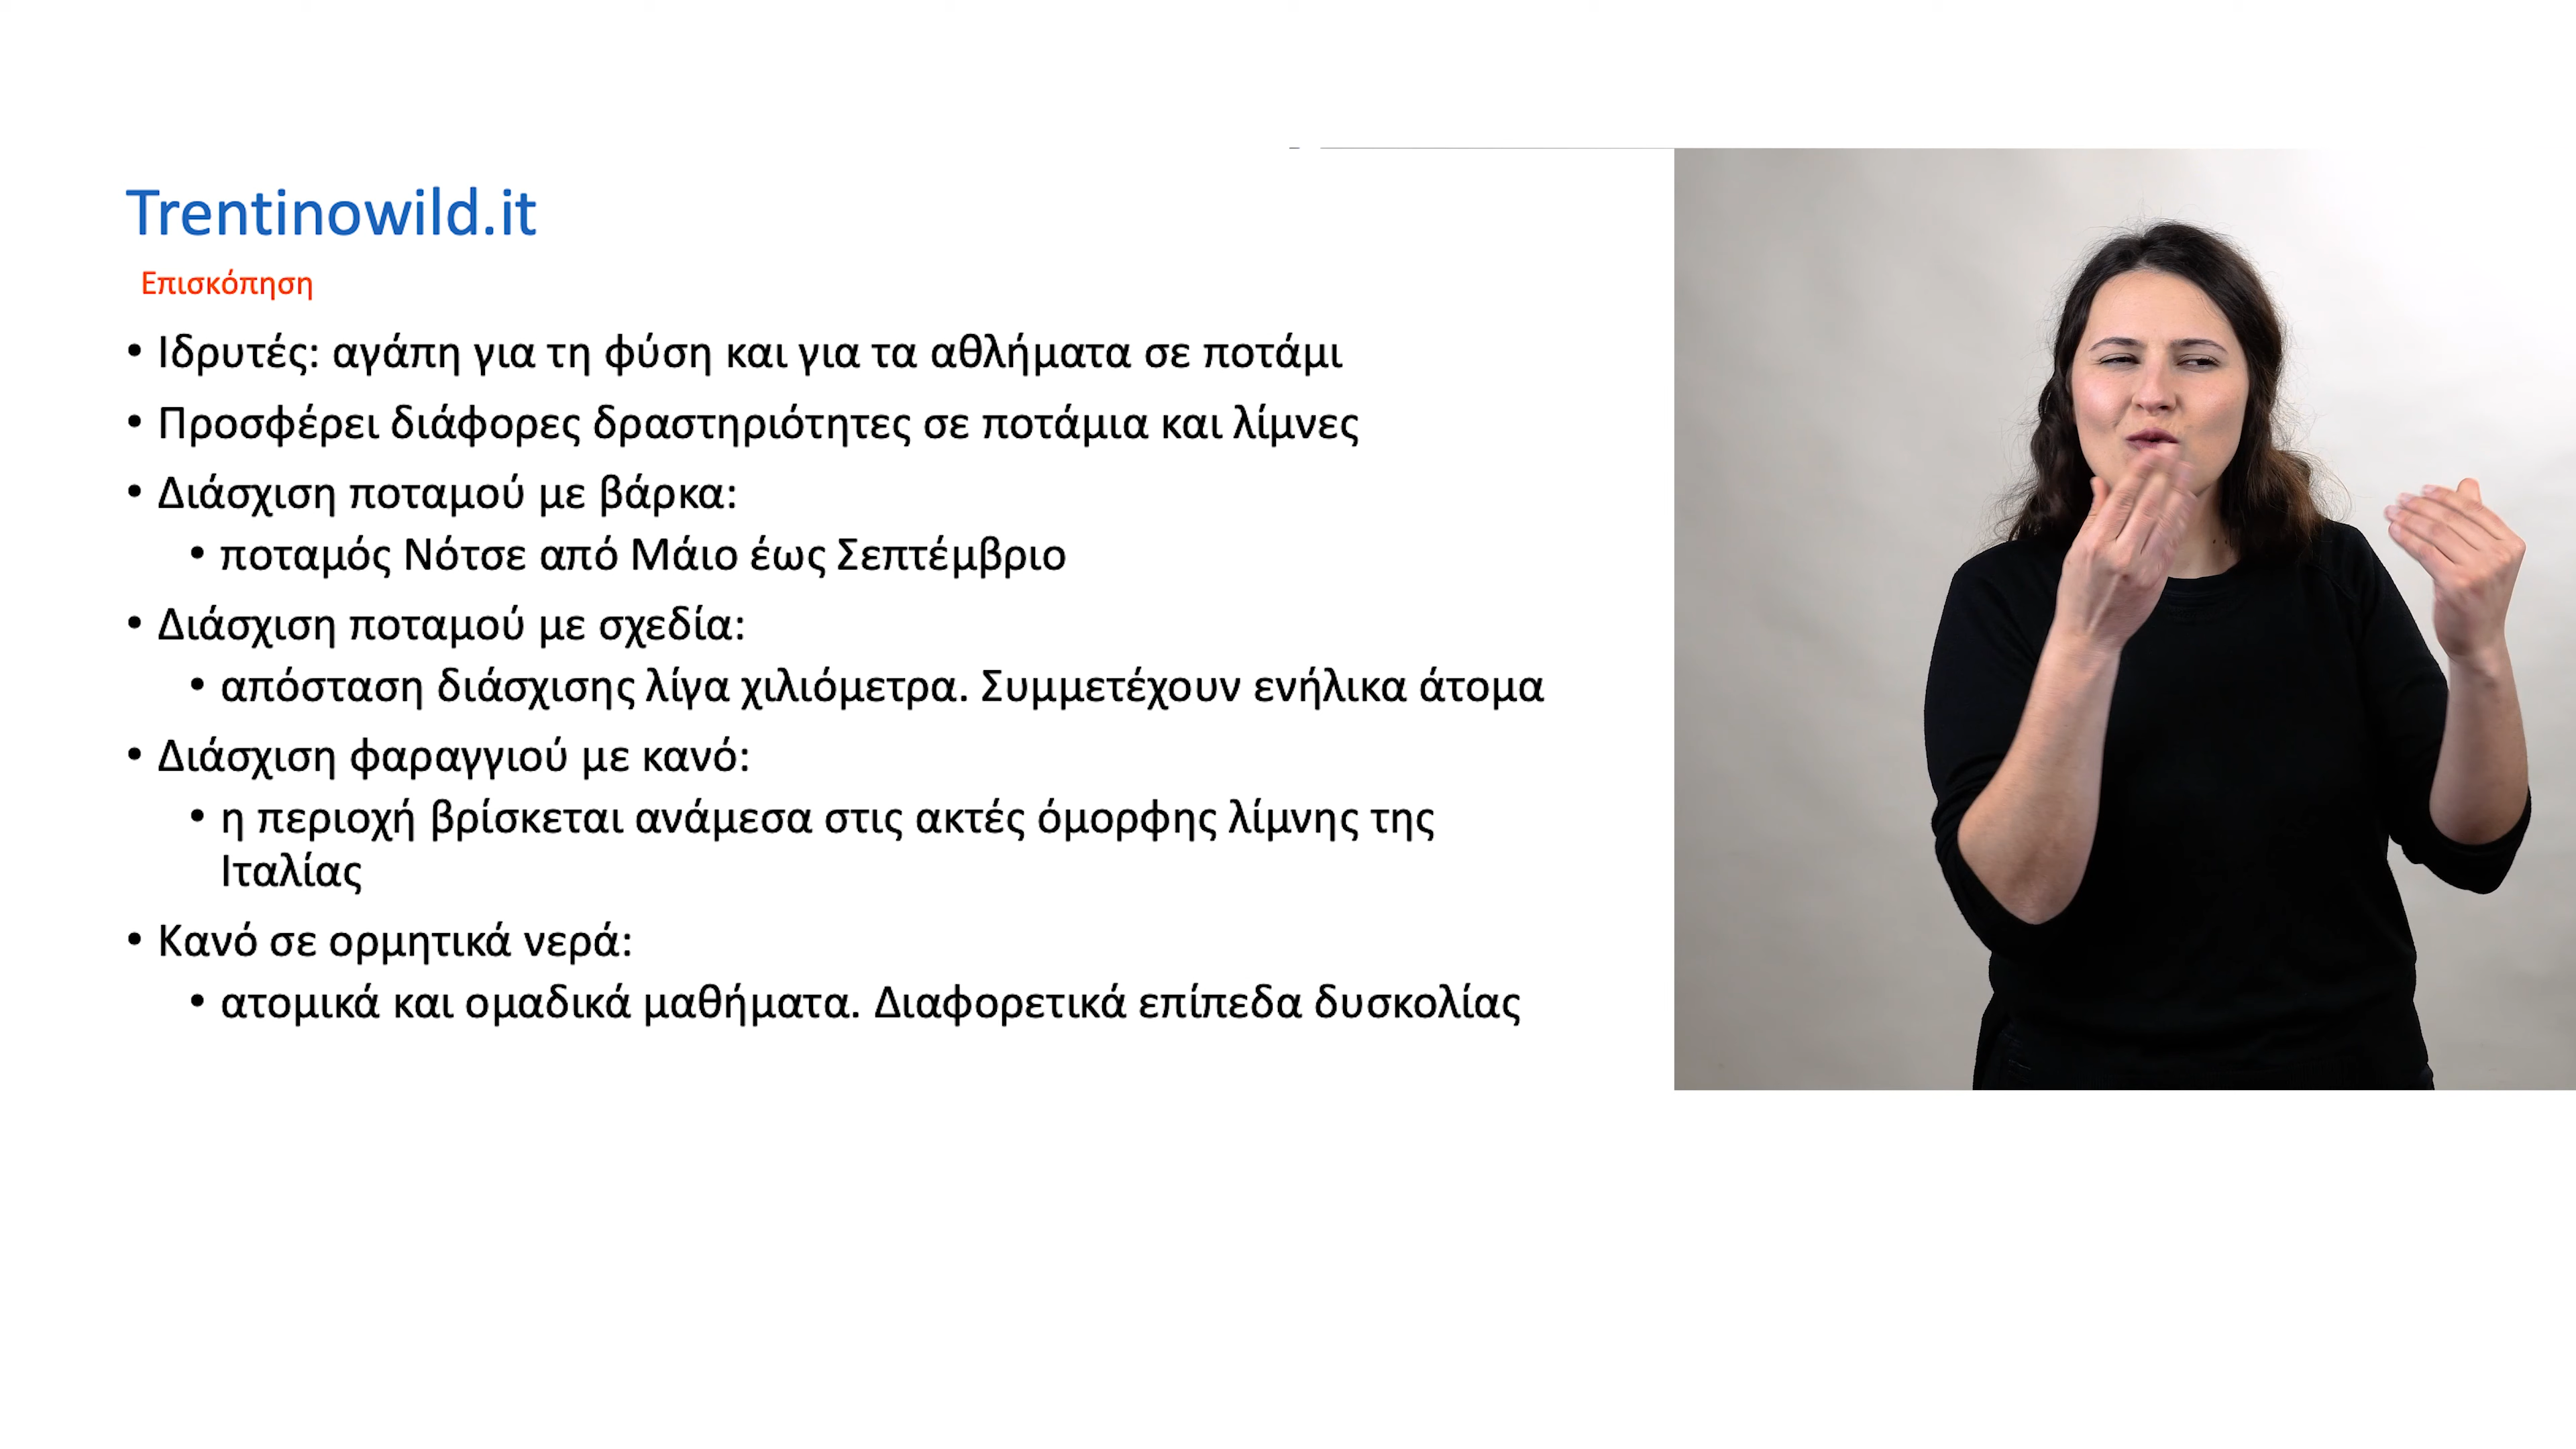 Trentinowild.it
Επισκόπηση
• Ιδρυτές: αγάπη για τη φύση και για τα αθλήματα σε ποτάμι
• Προσφέρει διάφορες δραστηριότητες σε ποτάμια και λίμνες
• Διάσχιση ποταμού με βάρκα:
• ποταμός Νότσε από Μάιο έως Σεπτέμβριο
• Διάσχιση ποταμού με σχεδία:
• απόσταση διάσχισης λίγα χιλιόμετρα. Συμμετέχουν ενήλικα άτομα
• Διάσχιση φαραγγιού με κανό:
• η περιοχή βρίσκεται ανάμεσα στις ακτές όμορφης λίμνης της
Ιταλίας
• Κανό σε ορμητικά νερά:
• ατομικά και ομαδικά μαθήματα. Διαφορετικά επίπεδα δυσκολίας